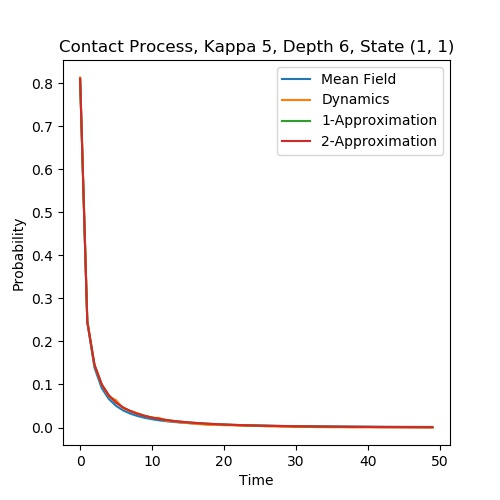 Contact Process, Kappa 5, Depth 6, State (1, 1)
Mean Field
Dynamics
1-Approximation
2-Approximation
Probability
0.8
0.7
0.6
0.5
0.4
0.3
0.2
0.1
0.0
0 10 20 30 40 50
Time